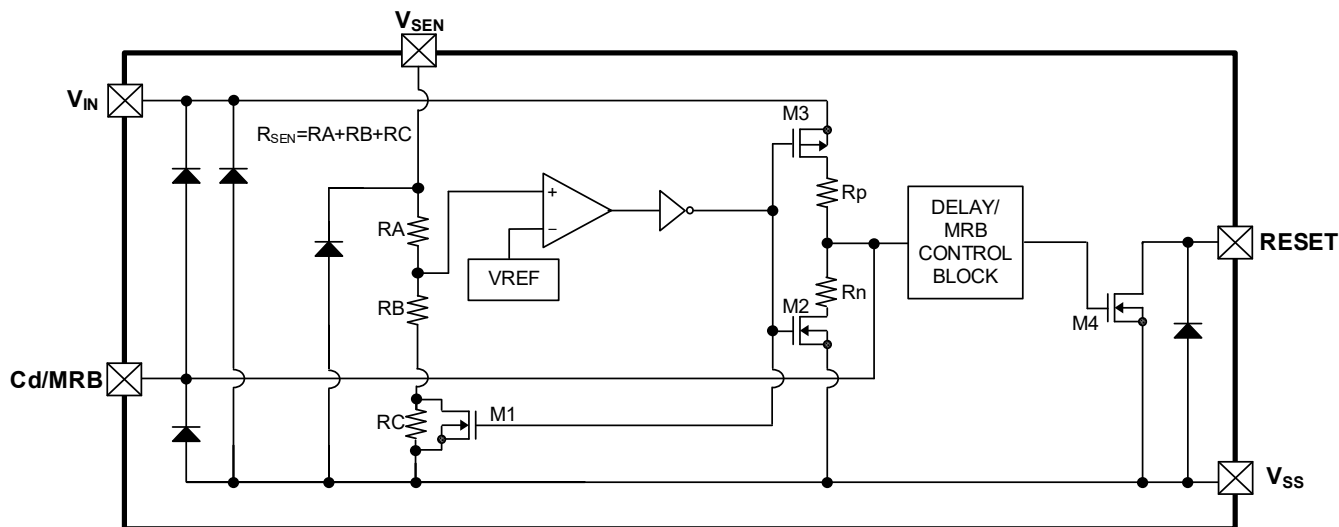 VSEN
VIN
M3
RSEN=RA+RB+RC
+
Rp
RA
−
DELAY/
MRB
CONTROL
BLOCK
RESET
VREF
RB
Rn
M2
M4
Cd/MRB
RC
M1
VSS